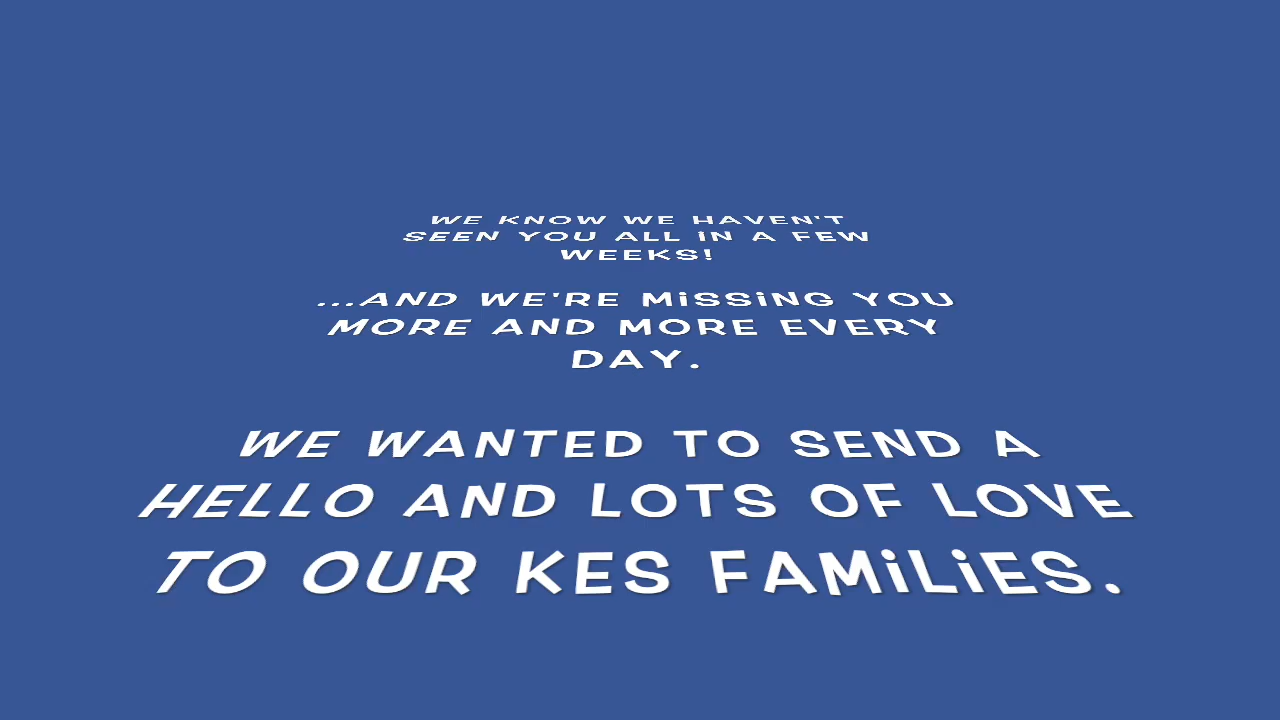 WE KNOW WE HAVEN'T
SEEN YOU ALL iN A FEW
WEEKS!
...AND WE'RE MiSSiNG YOU
MORE AND MORE EVERY
DAY.
WE WANTED TO SEND A
HELLO AND LOTS OF LOVE
TO OUR KES FAMiLiES.